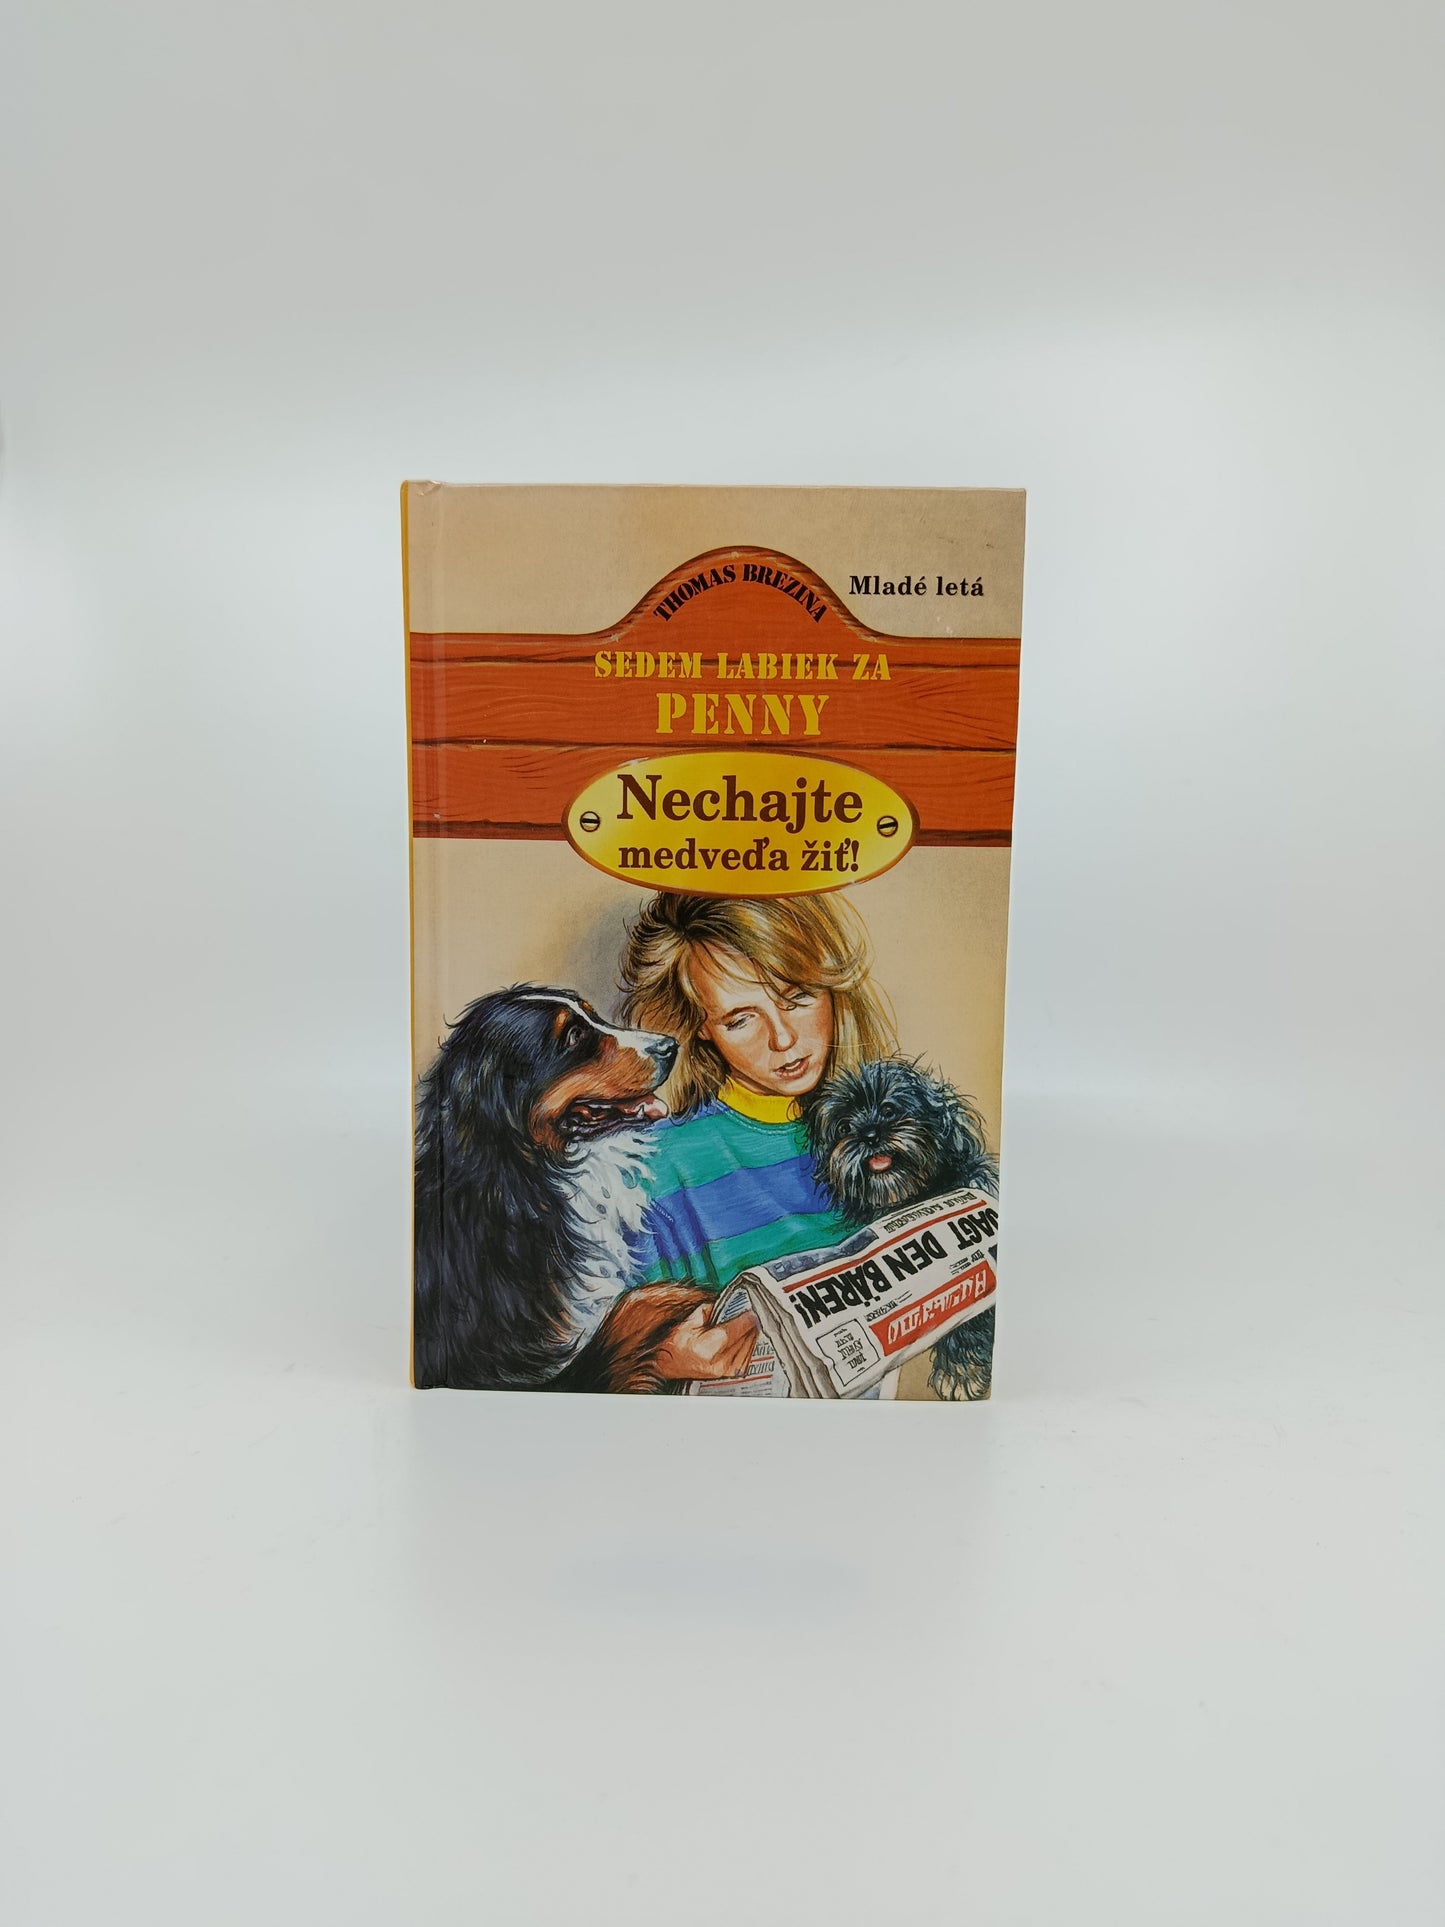 THOMAS BREZINA
Mladé letá
SEDEM LABIEK ZA
PENNY
Nechajte
medveďa žiť!
JAGT DEN
BÄREN!